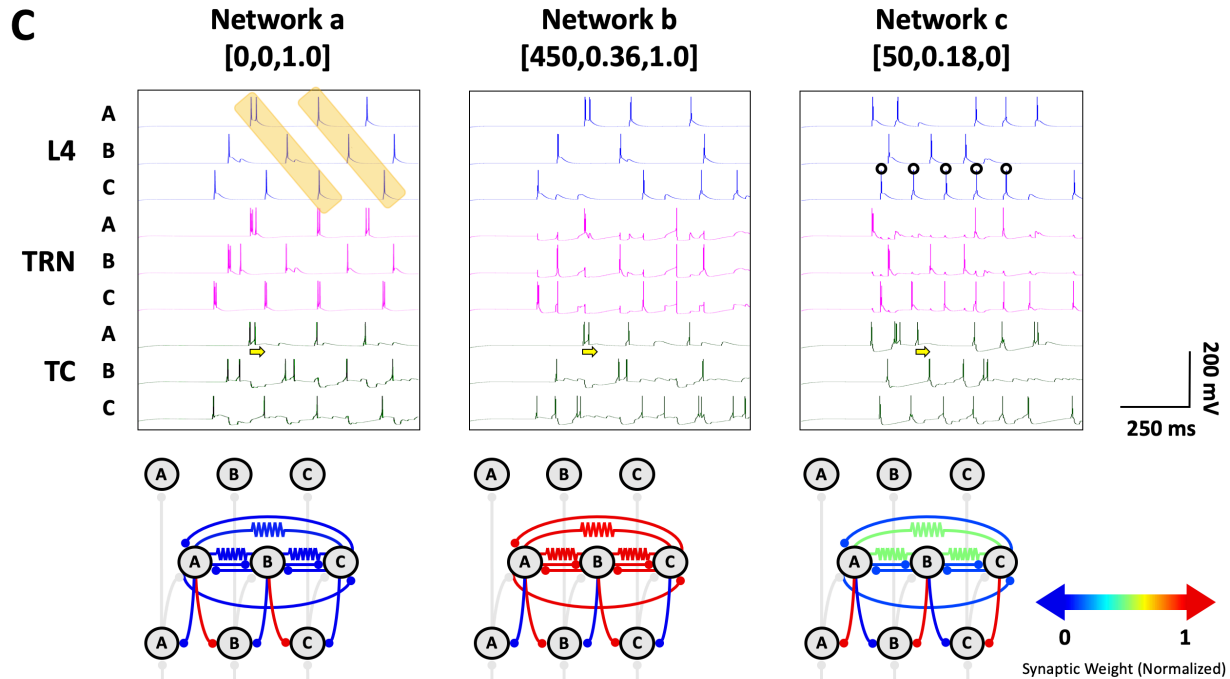 C
Network a
[0,0,1.0]
Network b
[450,0.36,1.0]
Network c
[50,0.18,0]
L4
A
B
C
TRN
A
B
C
TC
A
B
C
200 mV
250 ms
A B C
A B C
A B C
A B C
A B C
A B C
A B C
A B C
A B C
0 1
Synaptic Weight (Normalized)